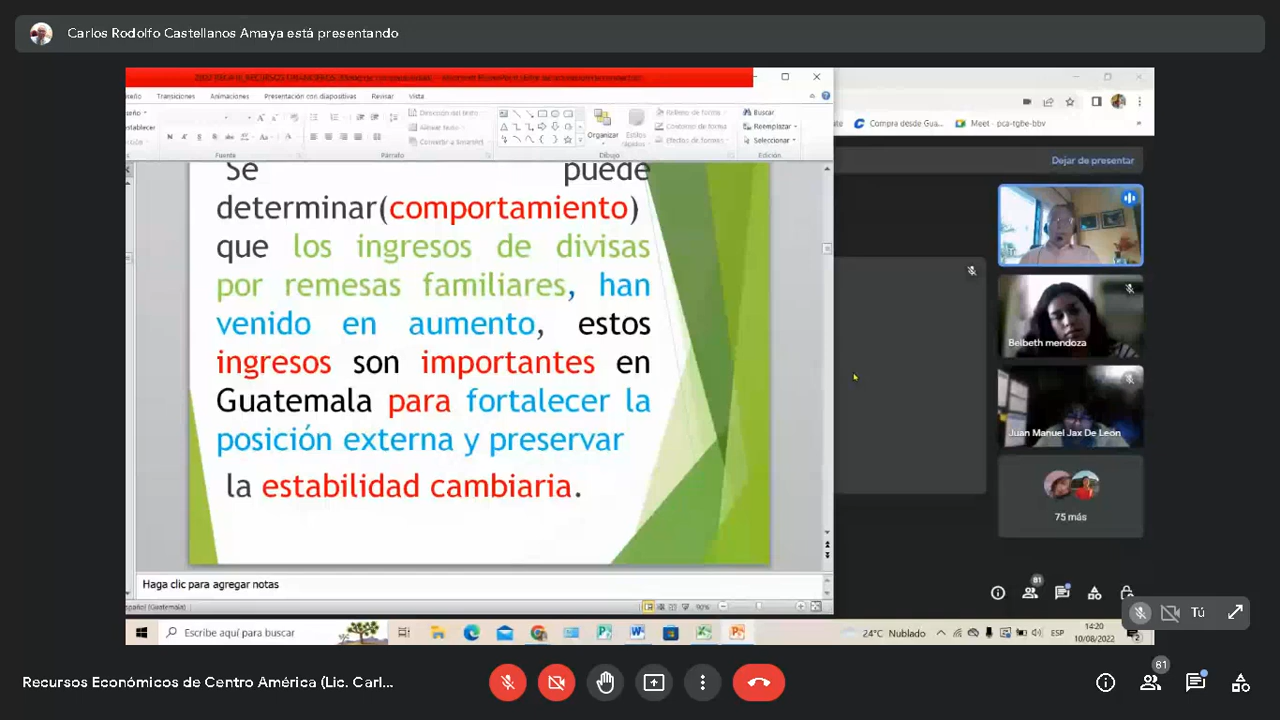 Carlos Rodolfo Castellanos Amaya está presentando
Transiciones Animaciones Presentación con diapositivas Revisar Vista
Buscar
Organizar Reemplazar
Seleccionar
Fuente Párrafo Dibujo Edición
Compra desde Gua... Meet - pca-tgbe-bbv
Dejar de presentar
Se puede
determinar(comportamiento)
que los ingresos de divisas
por remesas familiares, han
venido en aumento, estos
ingresos son importantes en
Guatemala para fortalecer la
posición externa y preservar
la estabilidad cambiaria.
Beibeth mendoza
Juan Manuel Jax De León
75 más
Haga clic para agregar notas
90%
81
Tú
Escribe aquí para buscar
24°C Nublado
ESP
14:20
10/08/2022
Recursos Económicos de Centro América (Lic. Carl...
61